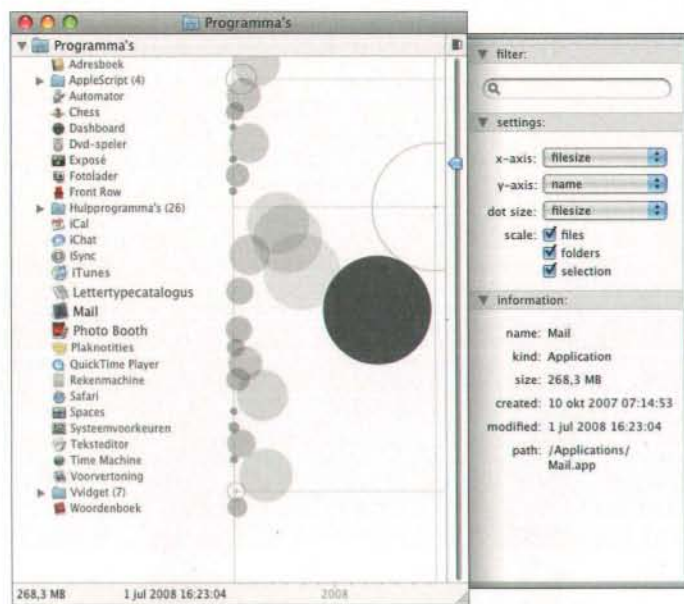 Programma's
Programma's
Adresboek
AppleScript (4)
Automator
Chess
Dashboard
Dvd-speler
Exposé
Fotolader
Front Row
Hulpprogramma's (26)
iCal
iChat
iSync
iTunes
Lettertypecatalogus
Mail
Photo Booth
Plaknotities
QuickTime Player
Rekenmachine
Safari
Spaces
Systeemvoorkeuren
Teksteditor
Time Machine
Voorvertoning
Vvidget (7)
Woordenboek
268,3 MB 1 jul 2008 16:23:04 2008
filter:
settings:
x-axis: filesize
y-axis: name
dot size: filesize
scale: files
folders
selection
information:
name: Mail
kind: Application
size: 268,3 MB
created: 10 okt 2007 07:14:53
modified: 1 jul 2008 16:23:04
path: /Applications/
Mail.app